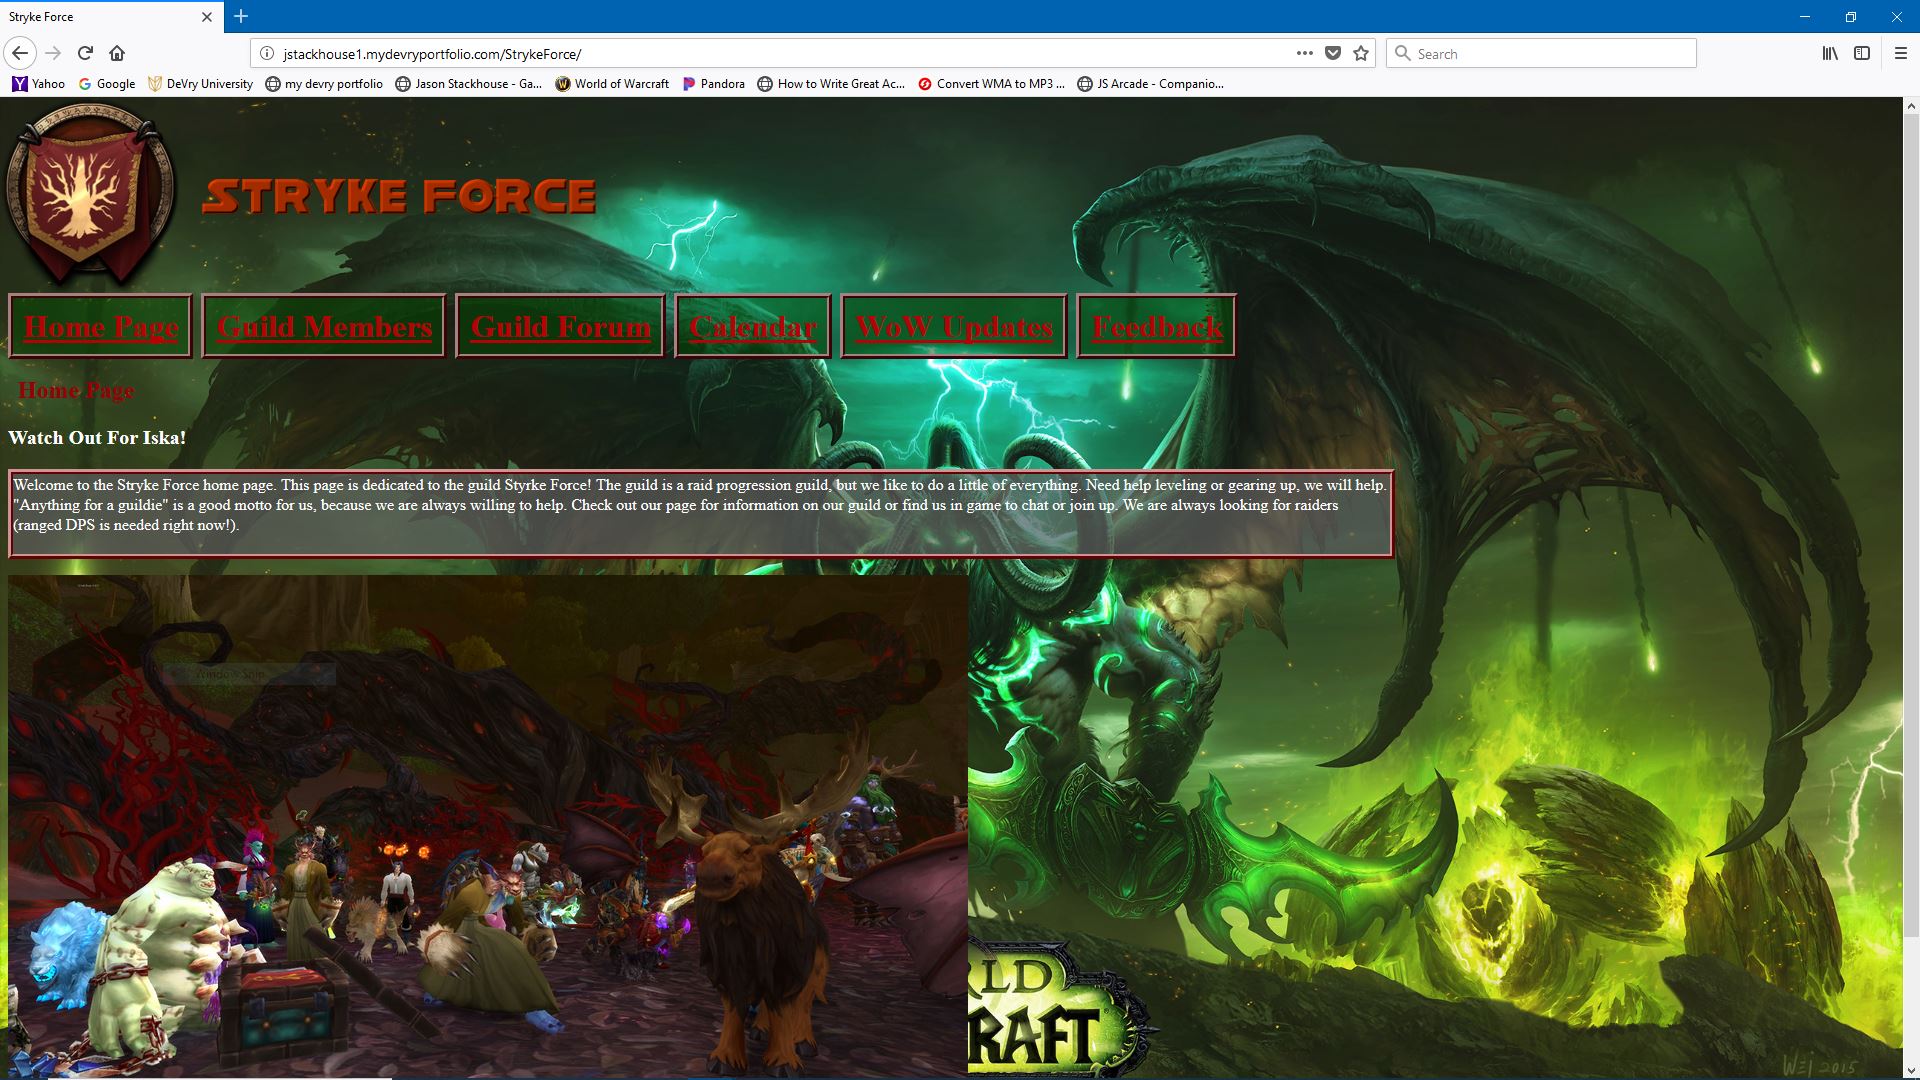 Stryke Force
jstackhouse1.mydevryportfolio.com/StrykeForce/
Search
Yahoo Google DeVry University my devry portfolio Jason Stackhouse - Ga... World of Warcraft Pandora How to Write Great Ac... Convert WMA to MP3 ... JS Arcade - Companio...
STRYKE FORCE
Home Page Guild Members Guild Forum Calendar WoW Updates Feedback
Home Page
Watch Out For Iska!
Welcome to the Stryke Force home page. This page is dedicated to the guild Styrke Force! The guild is a raid progression guild, but we like to do a little of everything. Need help leveling or gearing up, we will help.
"Anything for a guildie" is a good motto for us, because we are always willing to help. Check out our page for information on our guild or find us in game to chat or join up. We are always looking for raiders
(ranged DPS is needed right now!).
Window Snip
RLD
RAFT
WEI 2015